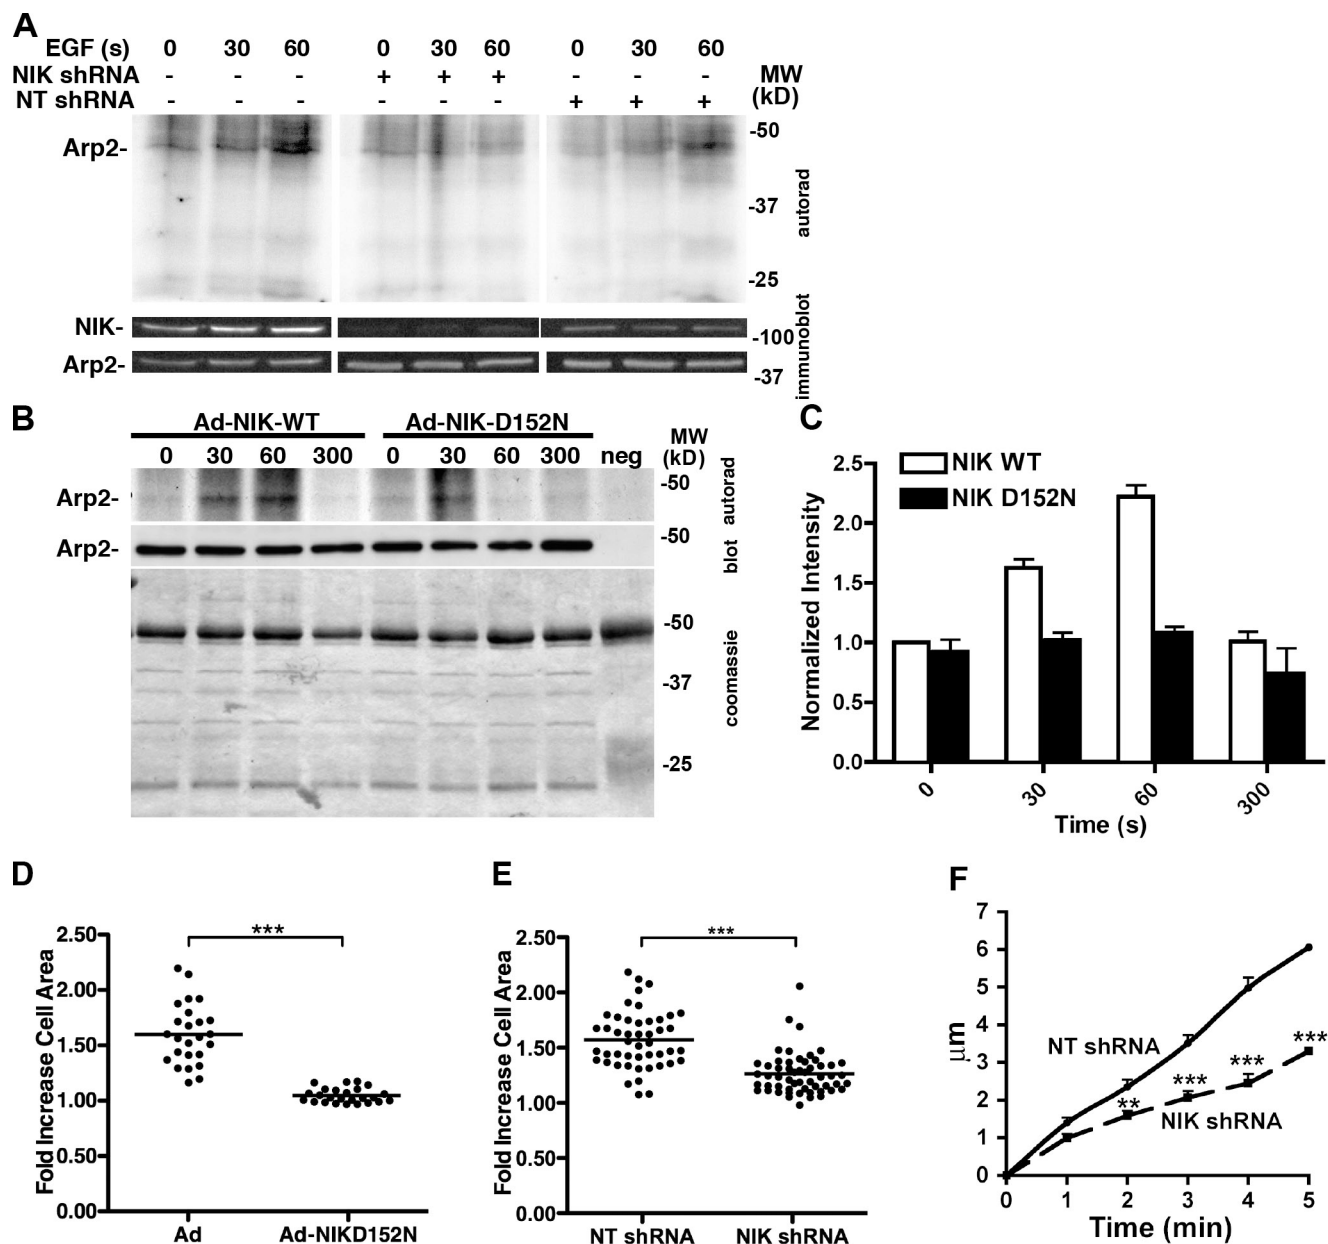 A
EGF (s) 0 30 60 0 30 60 0 30 60
NIK shRNA - - - + + + - - - MW
NT shRNA - - - - - - + + + (kD)
Arp2-
-50
-37
-25
autorad
NIK-
-100
Arp2-
-37
immunoblot
B
Ad-NIK-WT Ad-NIK-D152N
0 30 60 300 0 30 60 300 neg
MW
(kD)
Arp2-
-50
autorad
Arp2-
-50
blot
-50
-37
-25
coomassie
C
NIK WT
NIK D152N
Normalized Intensity
2.5
2.0
1.5
1.0
0.5
0.0
0 30 60 300
Time (s)
D
Fold Increase Cell Area
2.50
2.00
1.50
1.00
0.50
0.00
***
Ad Ad-NIKD152N
E
Fold Increase Cell Area
2.50
2.00
1.50
1.00
0.50
0.00
***
NT shRNA NIK shRNA
F
μm
7
6
5
4
3
2
1
0
NT shRNA
** *** *** ***
NIK shRNA
0 1 2 3 4 5
Time (min)